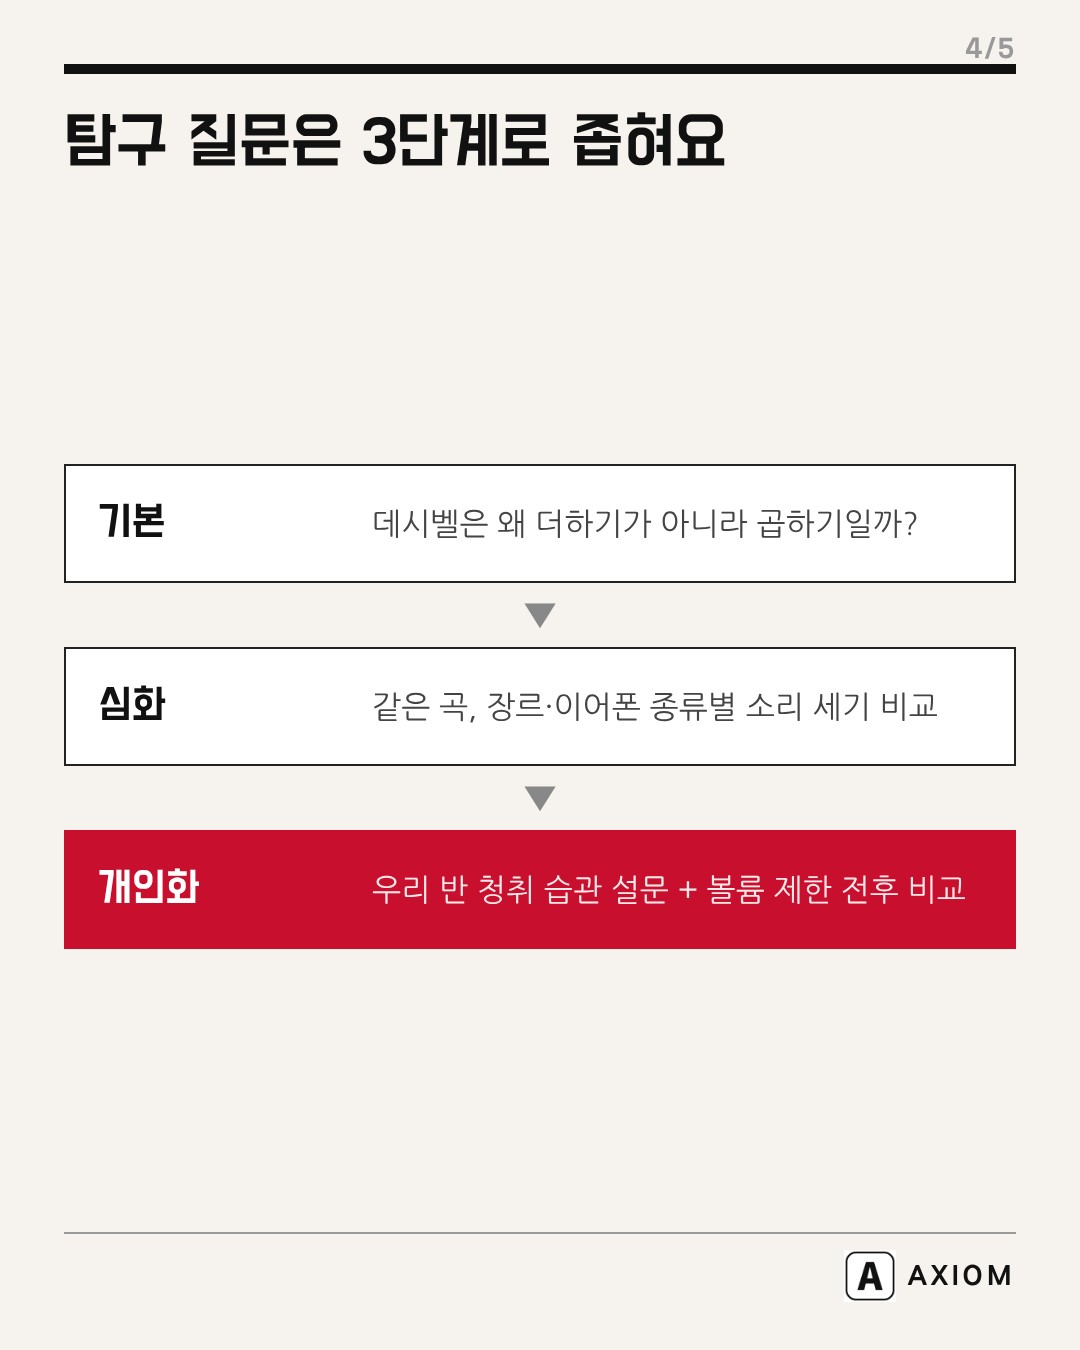 4/5
탐구 질문은 3단계로 좁혀요
기본
데시벨은 왜 더하기가 아니라 곱하기일까?
심화
같은 곡, 장르·이어폰 종류별 소리 세기 비교
개인화
우리 반 청취 습관 설문 + 볼륨 제한 전후 비교
A AXIOM